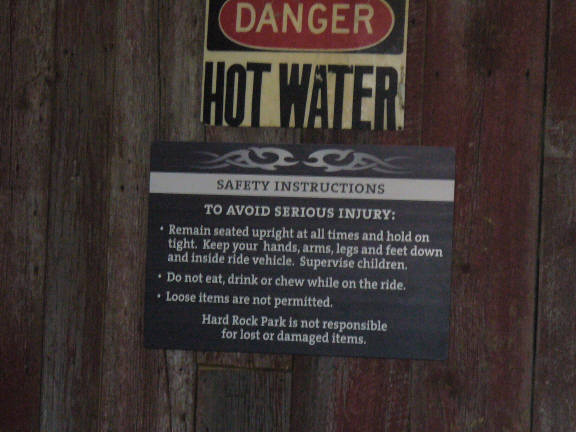 DANGER
HOT WATER
SAFETY INSTRUCTIONS
TO AVOID SERIOUS INJURY:
• Remain seated upright at all times and hold on
tight. Keep your hands, arms, legs and feet down
and inside ride vehicle. Supervise children.
• Do not eat, drink or chew while on the ride.
• Loose items are not permitted.
Hard Rock Park is not responsible
for lost or damaged items.